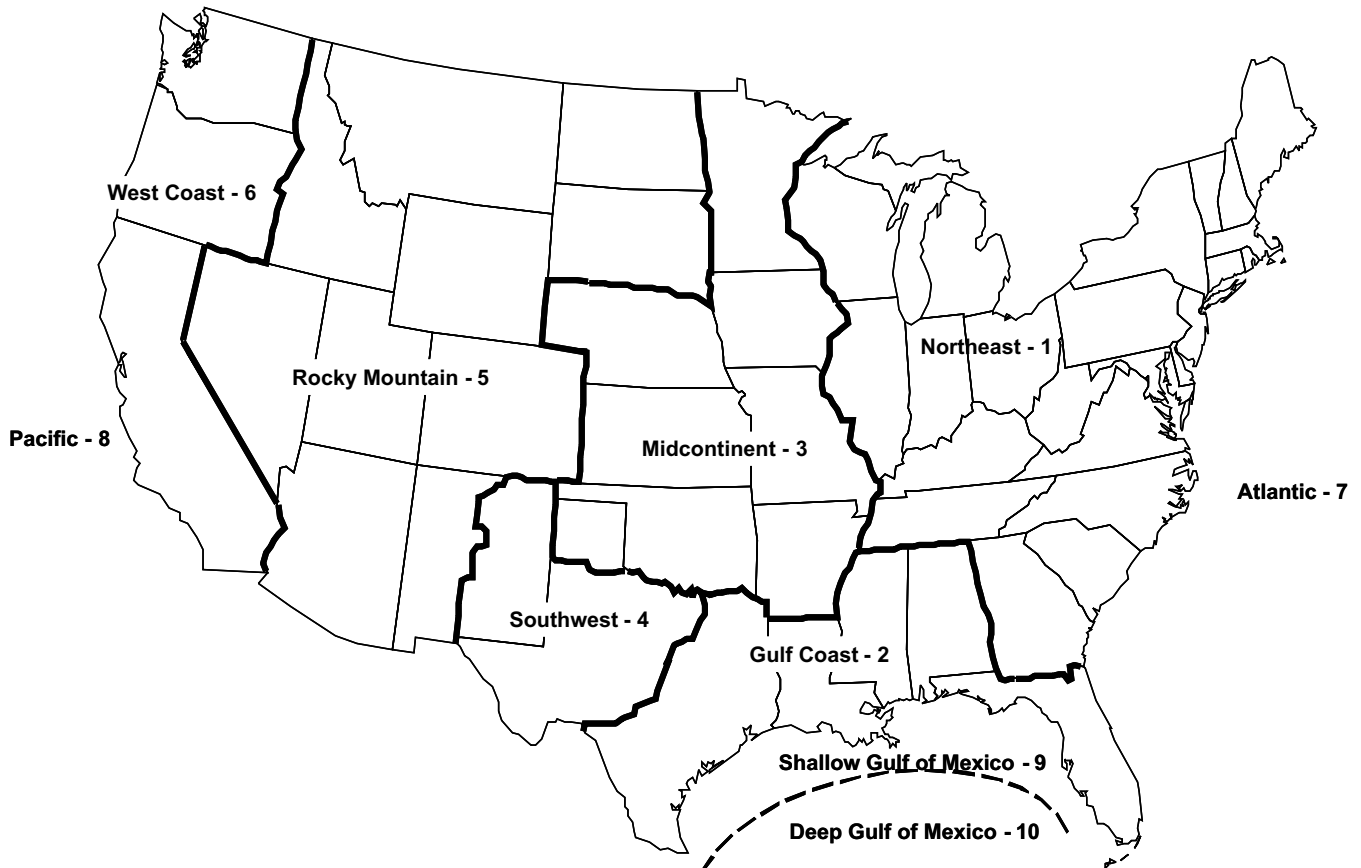 West Coast - 6
Northeast - 1
Rocky Mountain - 5
Pacific - 8
Midcontinent - 3
Atlantic - 7
Southwest - 4
Gulf Coast - 2
Shallow Gulf of Mexico - 9
Deep Gulf of Mexico - 10